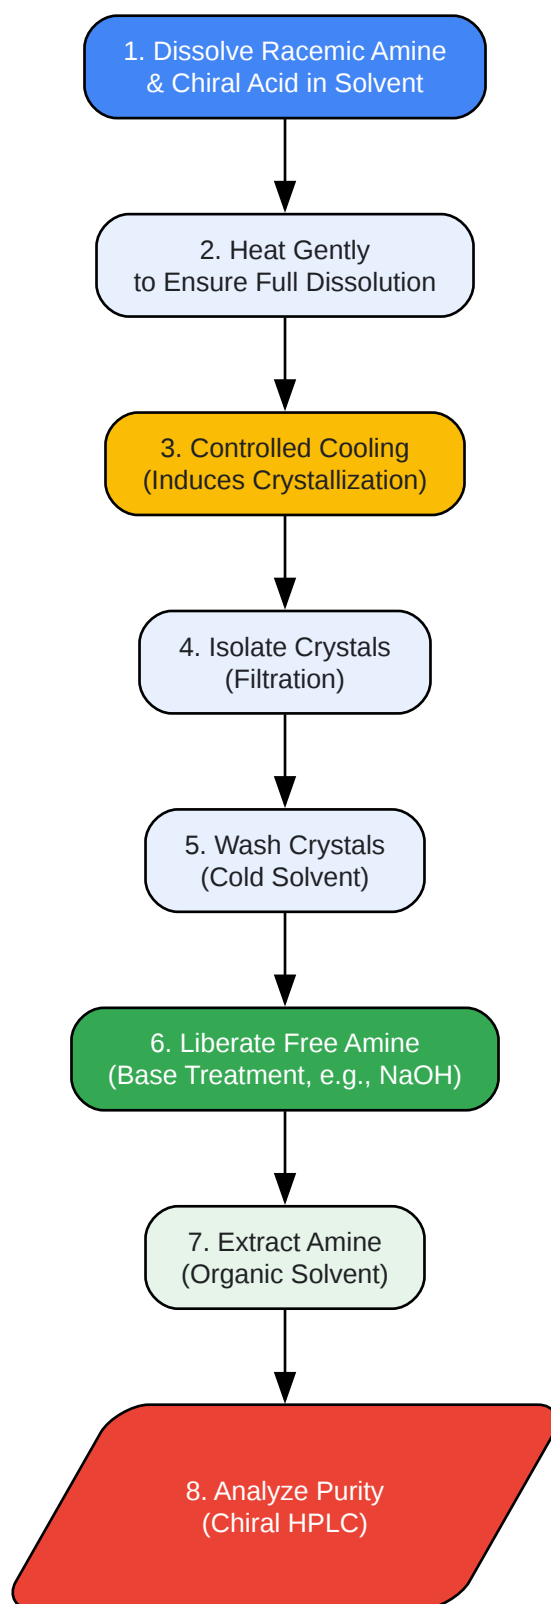 1. Dissolve Racemic Amine
& Chiral Acid in Solvent
2. Heat Gently
to Ensure Full Dissolution
3. Controlled Cooling
(Induces Crystallization)
4. Isolate Crystals
(Filtration)
5. Wash Crystals
(Cold Solvent)
6. Liberate Free Amine
(Base Treatment, e.g., NaOH)
7. Extract Amine
(Organic Solvent)
8. Analyze Purity
(Chiral HPLC)